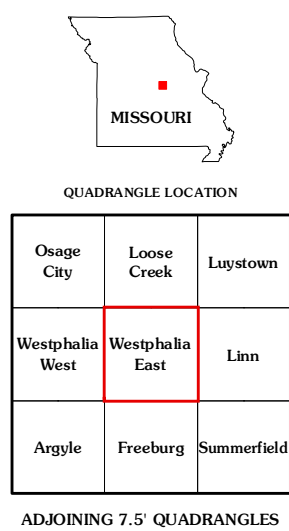 MISSOURI
QUADRANGLE LOCATION
Osage
City
Loose
Creek
Luystown
Westphalia
West
Westphalia
East
Linn
Argyle
Freeburg
Summerfield
ADJOINING 7.5' QUADRANGLES